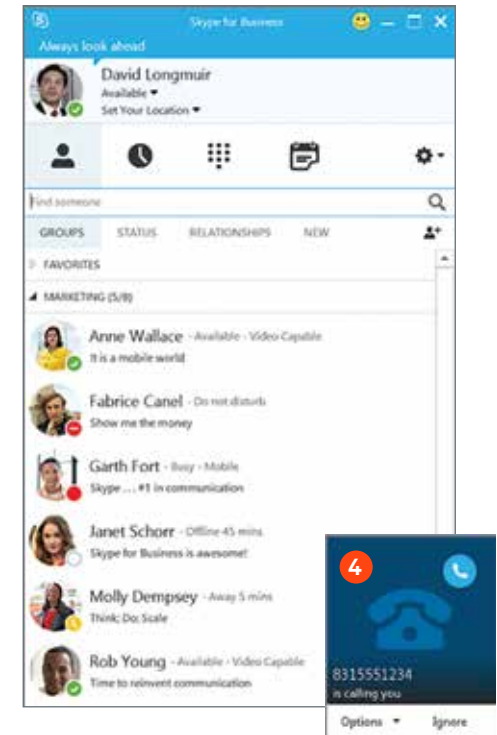 Skype for Business
Always look ahead
David Longmuir
Available
Set Your Location
Find someone
GROUPS STATUS RELATIONSHIPS NEW
FAVORITES
MARKETING (5/8)
Anne Wallace - Available - Video Capable
It is a mobile world
Fabrice Canel - Do not disturb
Show me the money
Garth Fort - Busy - Mobile
Skype ... #1 in communication
Janet Schorr - Offline 45 mins
Skype for Business is awesome!
Molly Dempsey - Away 5 mins
Think; Do; Scale
Rob Young - Available - Video Capable
Time to reinvent communication
4
8315551234
is calling you
Options Ignore